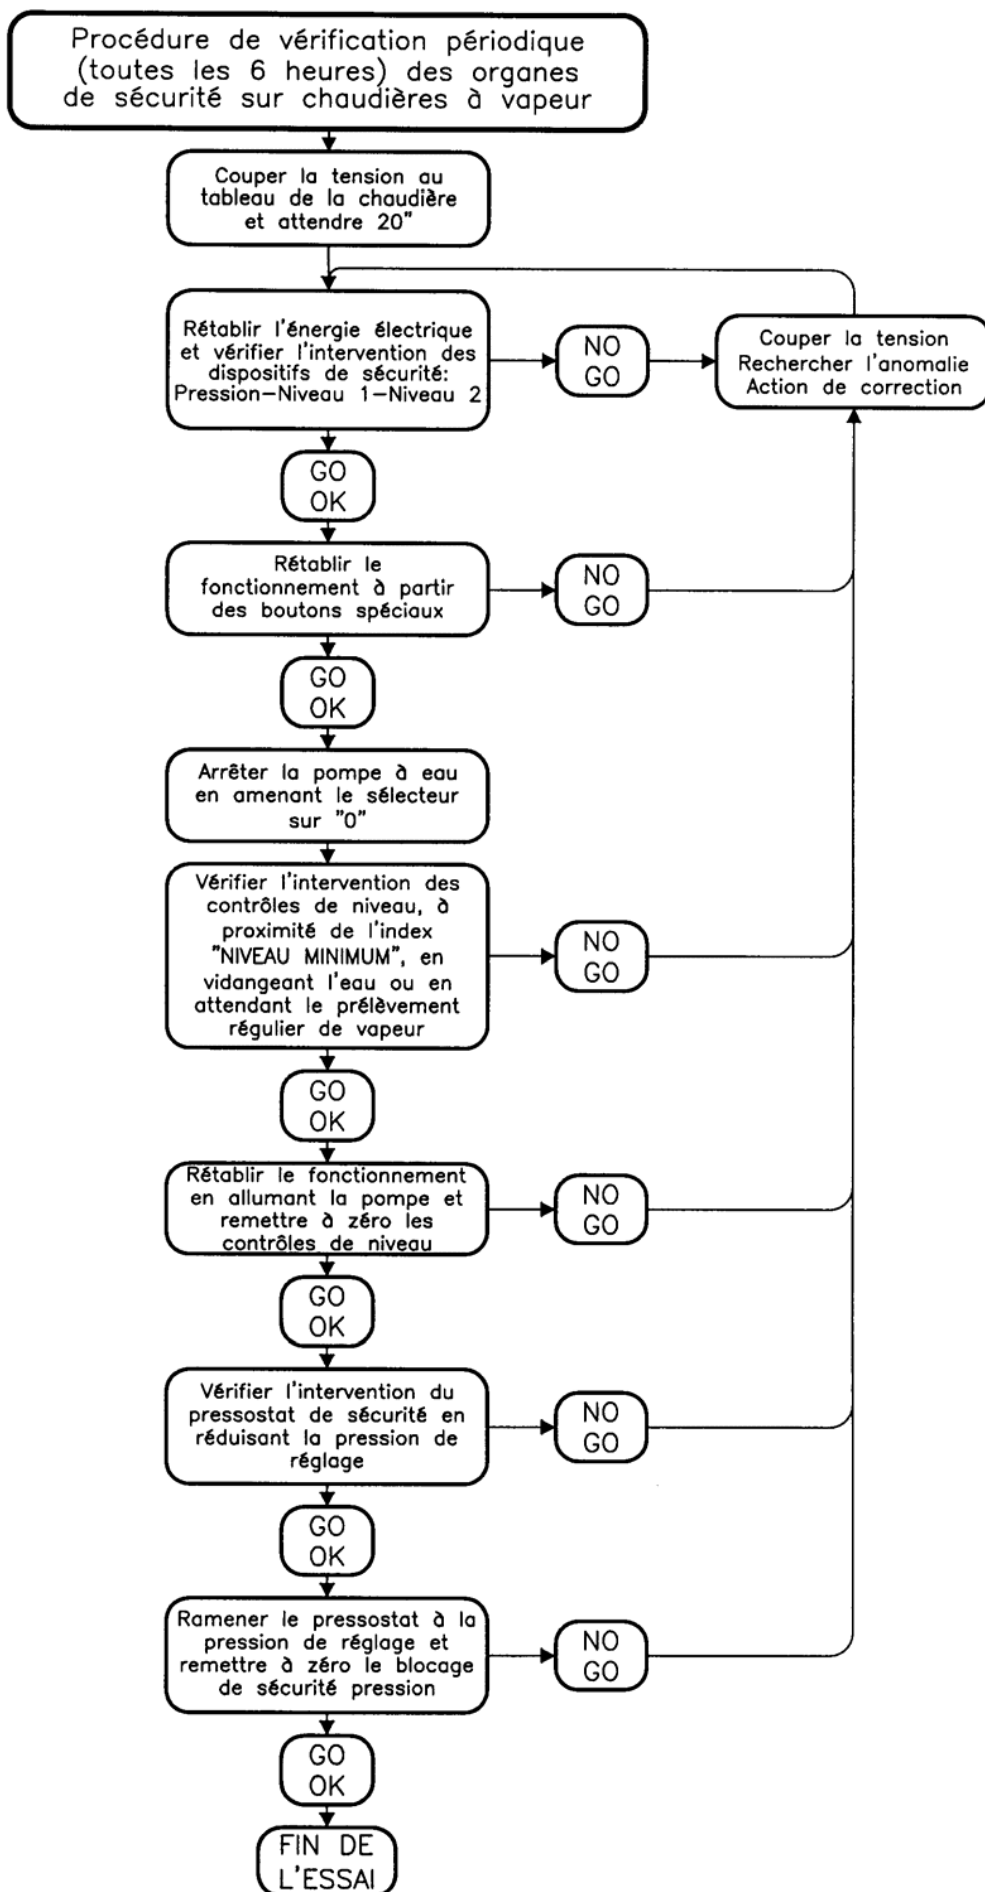 Procédure de vérification périodique
(toutes les 6 heures) des organes
de sécurité sur chaudières à vapeur
Couper la tension au
tableau de la chaudière
et attendre 20"
Rétablir l'énergie électrique
et vérifier l'intervention des
dispositifs de sécurité:
Pression-Niveau 1-Niveau 2
NO
GO
Couper la tension
Rechercher l'anomalie
Action de correction
GO
OK
Rétablir le
fonctionnement à partir
des boutons spéciaux
NO
GO
GO
OK
Arrêter la pompe à eau
en amenant le sélecteur
sur "0"
Vérifier l'intervention des
contrôles de niveau, à
proximité de l'index
"NIVEAU MINIMUM", en
vidangeant l'eau ou en
attendant le prélèvement
régulier de vapeur
NO
GO
GO
OK
Rétablir le fonctionnement
en allumant la pompe et
remettre à zéro les
contrôles de niveau
NO
GO
GO
OK
Vérifier l'intervention du
pressostat de sécurité en
réduisant la pression de
réglage
NO
GO
GO
OK
Ramener le pressostat à la
pression de réglage et
remettre à zéro le blocage
de sécurité pression
NO
GO
GO
OK
FIN DE
L'ESSAI